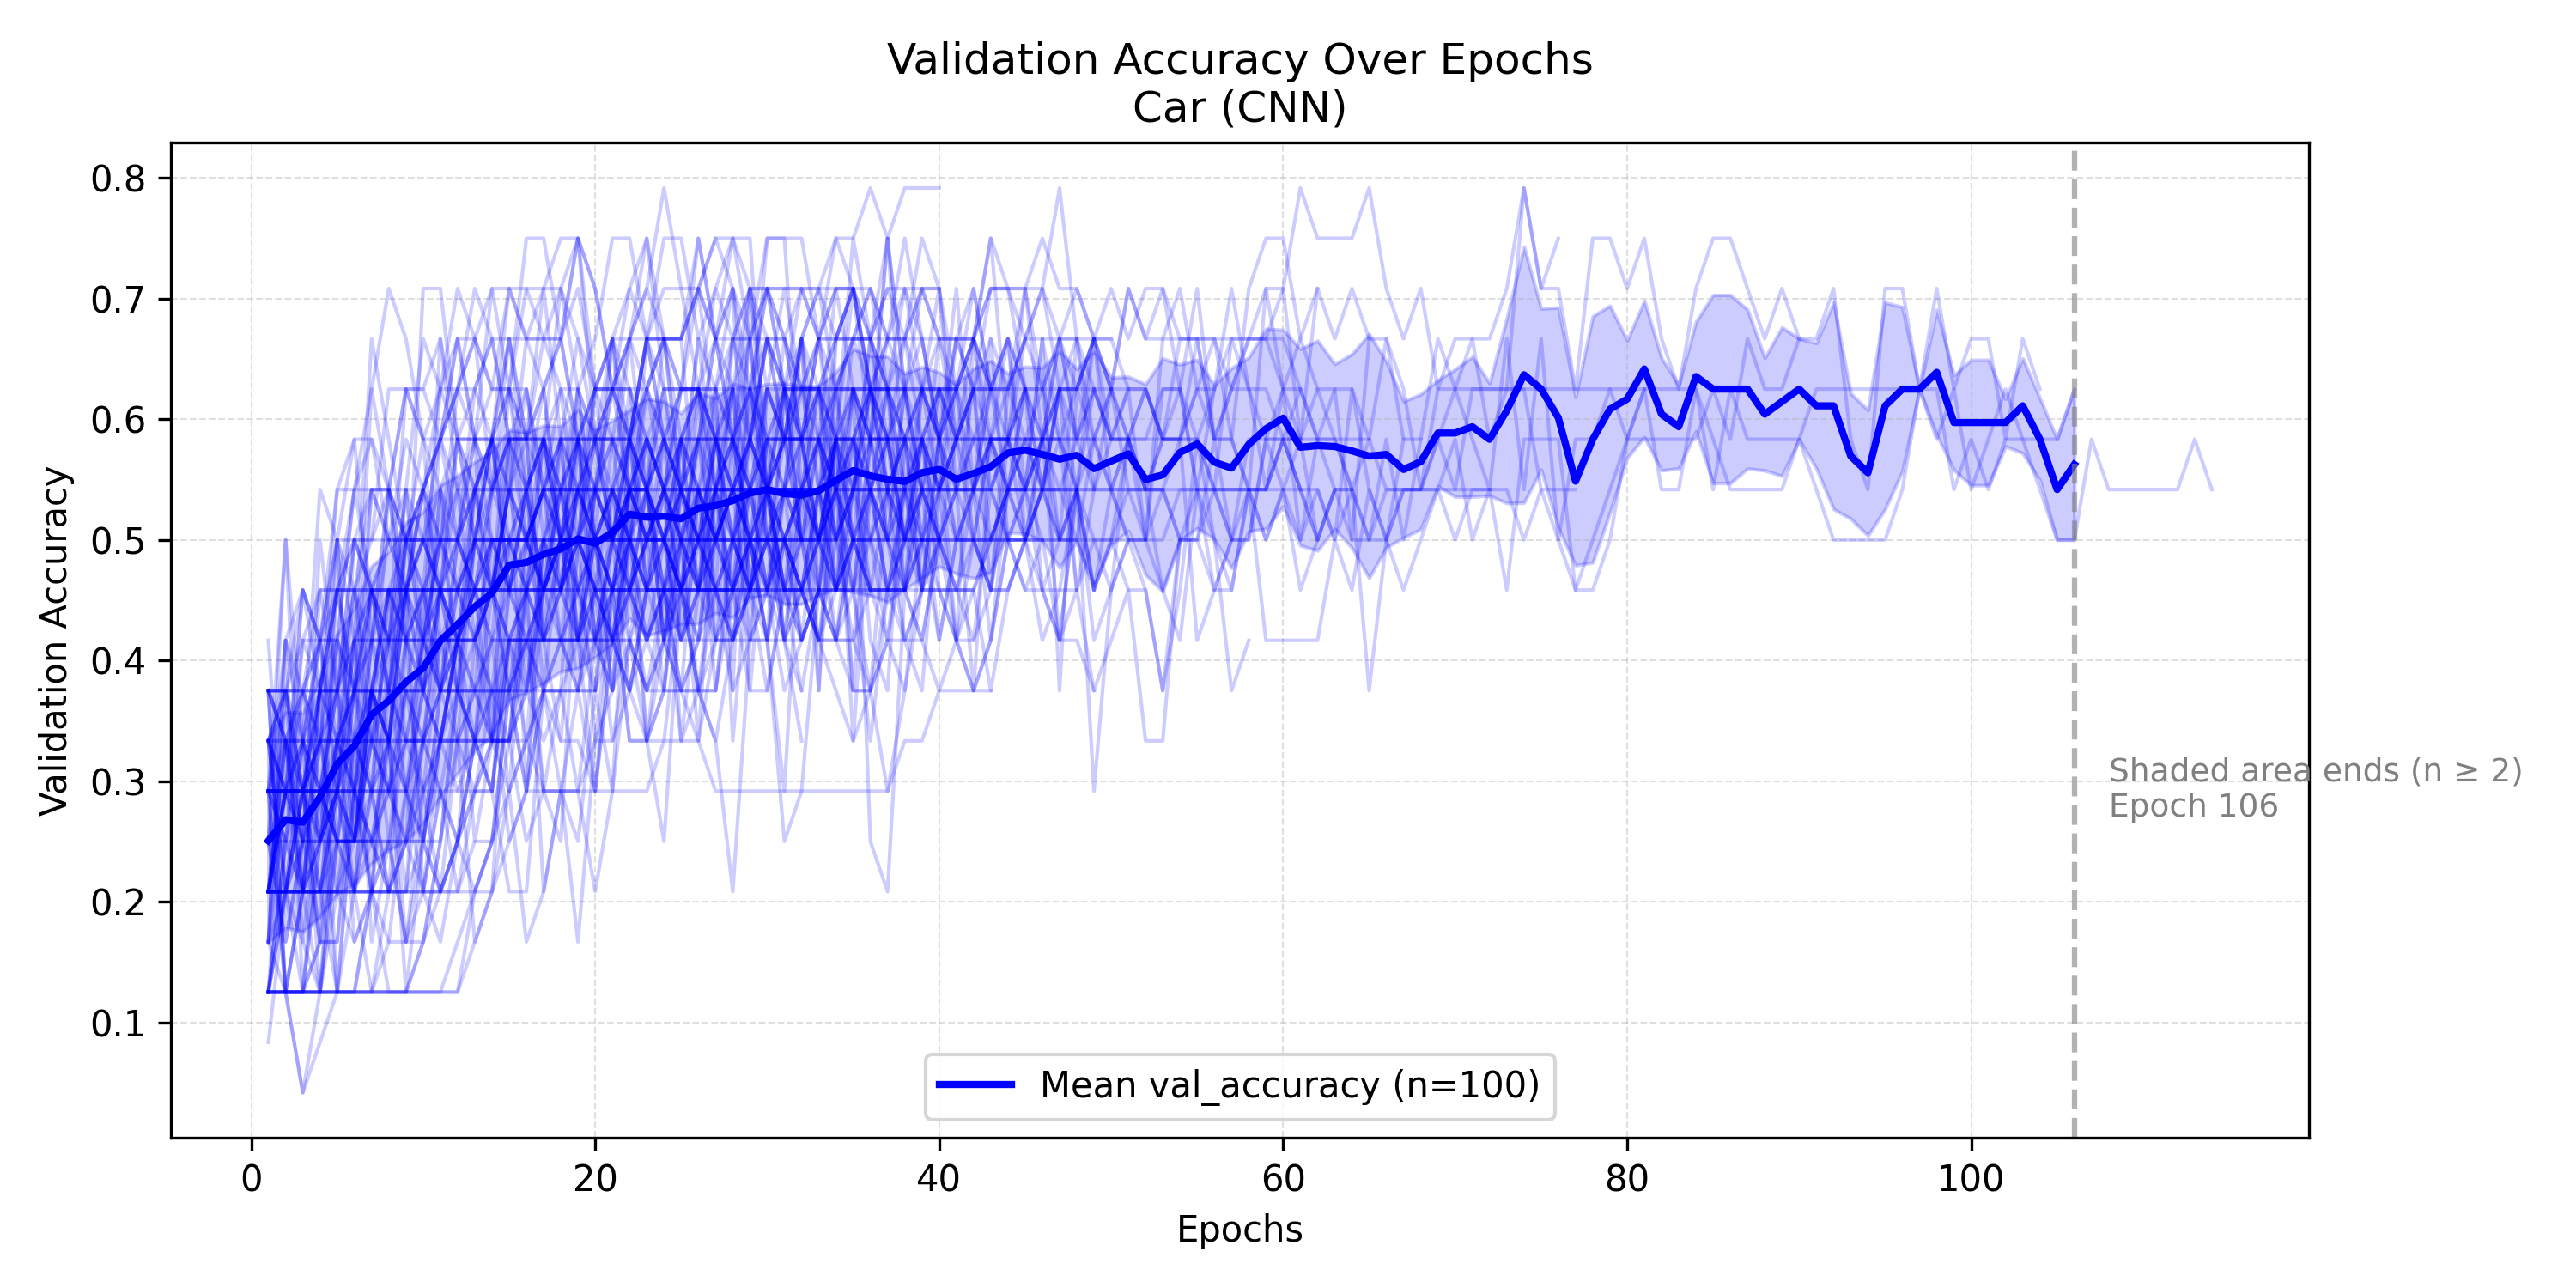 Validation Accuracy Over Epochs
Car (CNN)
Validation Accuracy
0.8
0.7
0.6
0.5
0.4
0.3
0.2
0.1
Shaded area ends (n ≥ 2)
Epoch 106
Mean val_accuracy (n=100)
0 20 40 60 80 100
Epochs